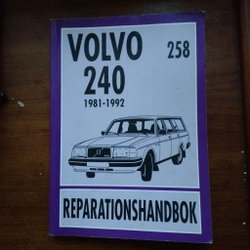 VOLVO 258
240
1981-1992
REPARATIONSHANDBOK